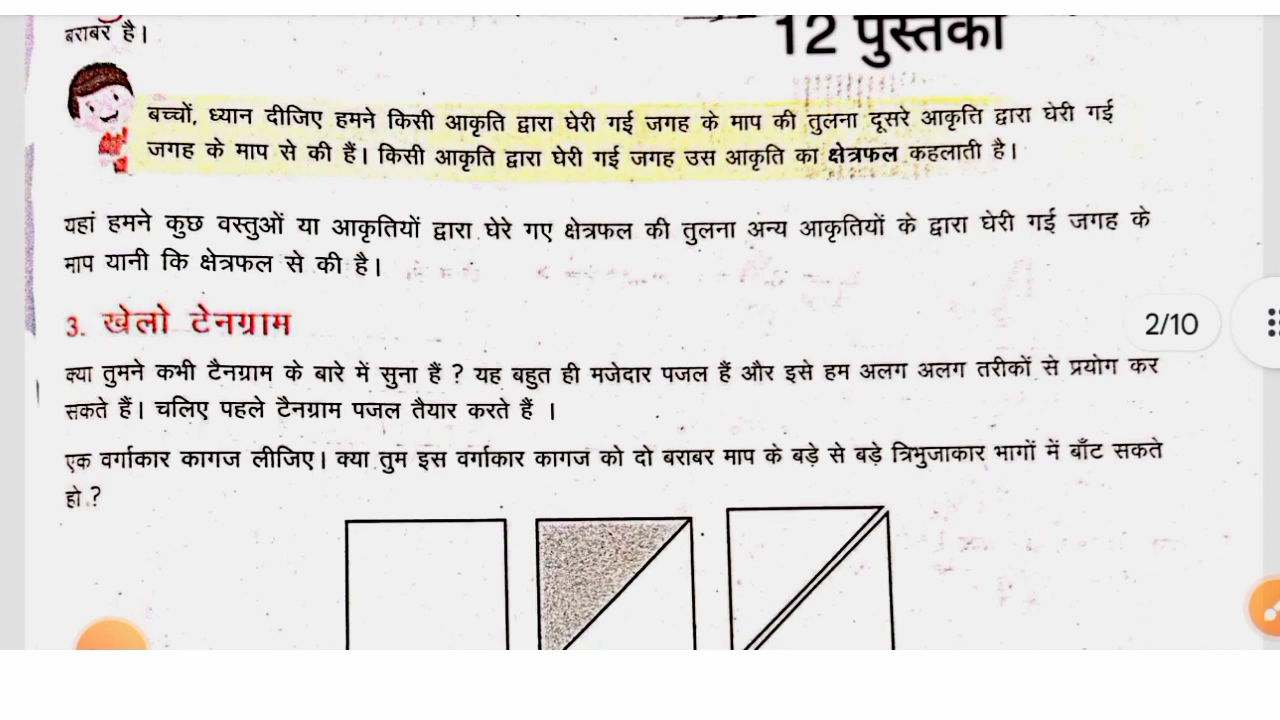 बराबर है।
12 पुस्तकों
बच्चों, ध्यान दीजिए हमने किसी आकृति द्वारा घेरी गई जगह के माप की तुलना दूसरे आकृति द्वारा घेरी गई
जगह के माप से की हैं। किसी आकृति द्वारा घेरी गई जगह उस आकृति का क्षेत्रफल कहलाती है।
यहां हमने कुछ वस्तुओं या आकृतियों द्वारा घेरे गए क्षेत्रफल की तुलना अन्य आकृतियों के द्वारा घेरी गई जगह के
माप यानी कि क्षेत्रफल से की है।
3. खेलो टेनग्राम
2/10
क्या तुमने कभी टैनग्राम के बारे में सुना हैं ? यह बहुत ही मजेदार पजल हैं और इसे हम अलग अलग तरीकों से प्रयोग कर
सकते हैं। चलिए पहले टैनग्राम पजल तैयार करते हैं ।
एक वर्गाकार कागज लीजिए। क्या तुम इस वर्गाकार कागज को दो बराबर माप के बड़े से बड़े त्रिभुजाकार भागों में बाँट सकते
हो ?